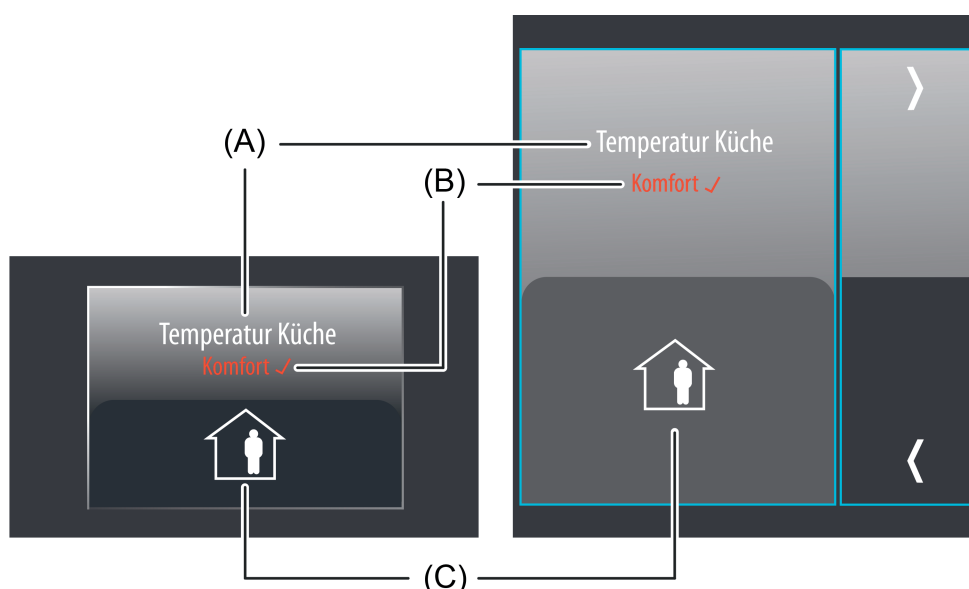 (A)
Temperatur Küche
(B)
Komfort ✓
Temperatur Küche
Komfort ✓
(C)